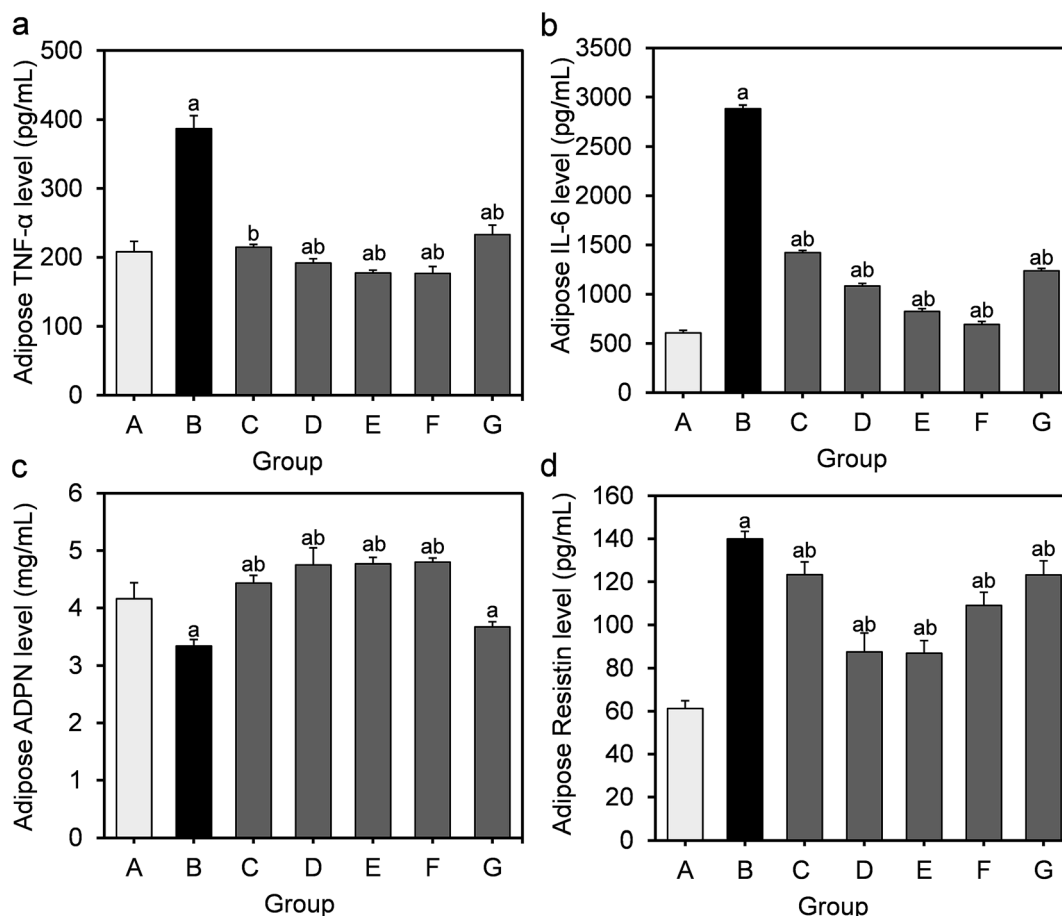 a
Adipose TNF-α level (pg/mL)
500
400
300
200
100
0
a
b
ab
ab
ab
ab
A B C D E F G
Group
b
Adipose IL-6 level (pg/mL)
3500
3000
2500
2000
1500
1000
500
0
a
ab
ab
ab
ab
ab
A B C D E F G
Group
c
Adipose ADPN level (mg/mL)
6
5
4
3
2
1
0
a
ab
ab
ab
ab
a
A B C D E F G
Group
d
Adipose Resistin level (pg/mL)
160
140
120
100
80
60
40
20
0
a
ab
ab
ab
ab
ab
A B C D E F G
Group